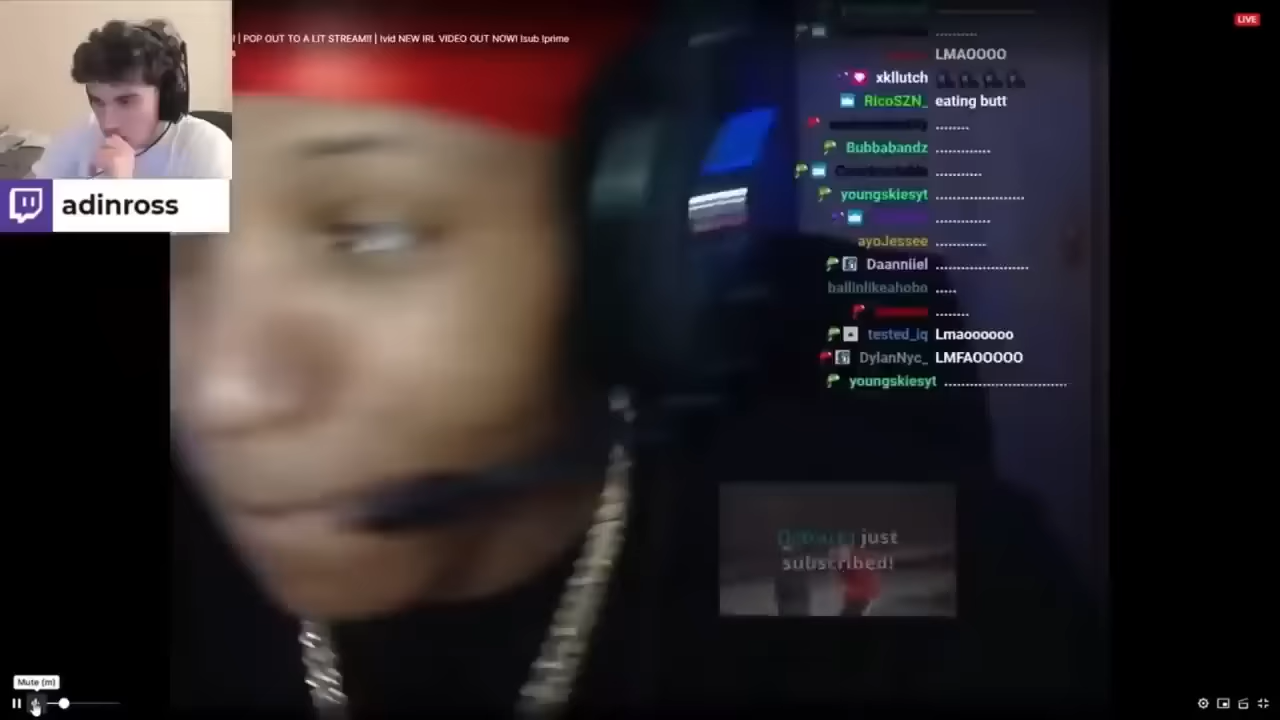 ! | POP OUT TO A LIT STREAM!! | !vid NEW IRL VIDEO OUT NOW! !sub !prime
LIVE
adinross
LMAOOOO
xkllutch
RicoSZN_ eating butt
........
Bubbabandz .............
...........
youngskiesyt .....................
.............
ayoJessee ............
Daanniiel ......................
ballinlikeahobo .....
........
tested_iq Lmaoooooo
DylanNyc_ LMFAOOOOO
youngskiesyt .............................
just
subscribed!
Mute (m)